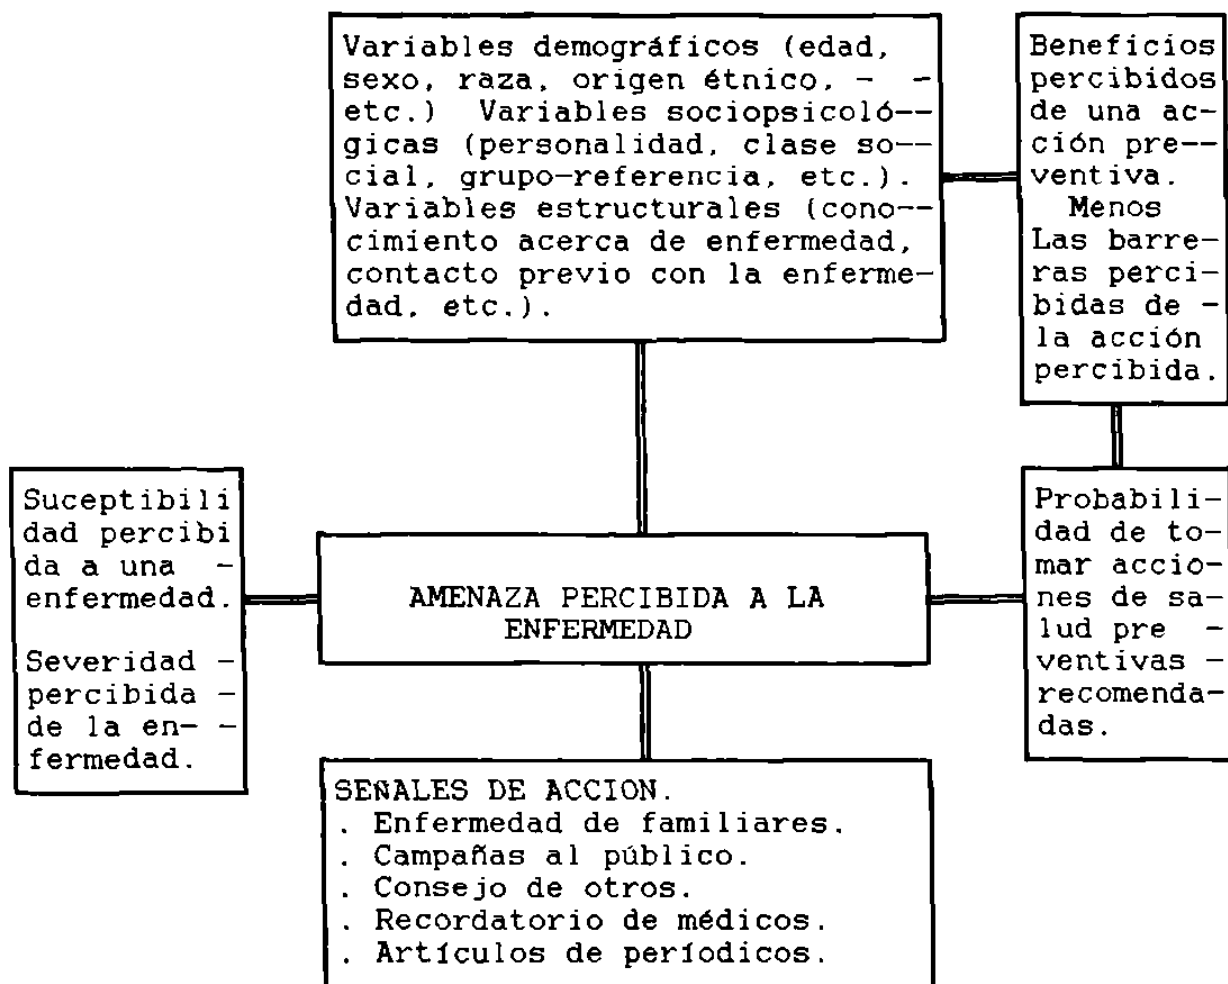 Variables demográficos (edad,
sexo, raza, origen étnico, - -
etc.) Variables sociopsicoló--
gicas (personalidad, clase so--
cial, grupo-referencia, etc.).
Variables estructurales (cono--
cimiento acerca de enfermedad,
contacto previo con la enferme-
dad, etc.).
Beneficios
percibidos
de una ac-
ción pre--
ventiva.
Menos
Las barre-
ras perci-
bidas de -
la acción
percibida.
Suceptibili
dad percibi
da a una -
enfermedad.
Severidad -
percibida -
de la en- -
fermedad.
AMENAZA PERCIBIDA A LA
ENFERMEDAD
Probabili-
dad de to-
mar accio-
nes de sa-
lud pre -
ventivas -
recomenda-
das.
SEÑALES DE ACCION.
. Enfermedad de familiares.
. Campañas al público.
. Consejo de otros.
. Recordatorio de médicos.
. Artículos de períodicos.